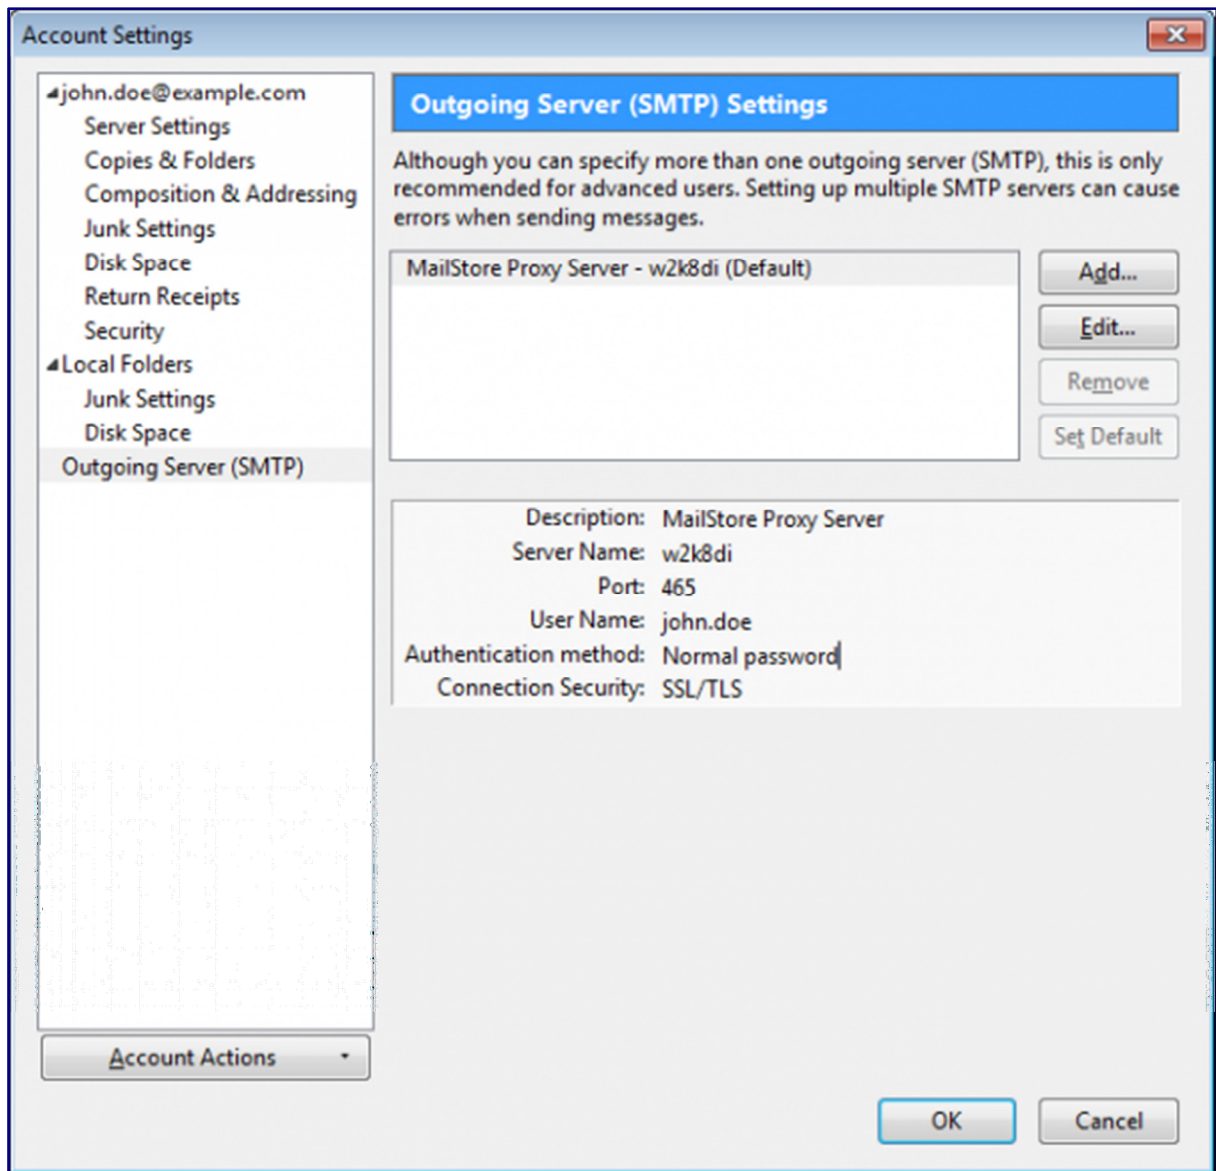 Account Settings
john.doe@example.com
Server Settings
Copies & Folders
Composition & Addressing
Junk Settings
Disk Space
Return Receipts
Security
Local Folders
Junk Settings
Disk Space
Outgoing Server (SMTP)
Account Actions
Outgoing Server (SMTP) Settings
Although you can specify more than one outgoing server (SMTP), this is only
recommended for advanced users. Setting up multiple SMTP servers can cause
errors when sending messages.
MailStore Proxy Server - w2k8di (Default)
Add...
Edit...
Remove
Set Default
Description: MailStore Proxy Server
Server Name: w2k8di
Port: 465
User Name: john.doe
Authentication method: Normal password
Connection Security: SSL/TLS
OK
Cancel